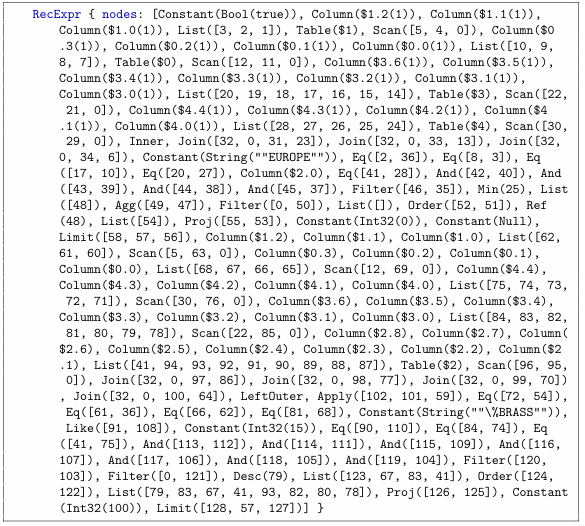 RecExpr { nodes: [Constant(Bool(true)), Column($1.2(1)), Column($1.1(1)),
Column($1.0(1)), List([3, 2, 1]), Table($1), Scan([5, 4, 0]), Column($0
.3(1)), Column($0.2(1)), Column($0.1(1)), Column($0.0(1)), List([10, 9,
8, 7]), Table($0), Scan([12, 11, 0]), Column($3.6(1)), Column($3.5(1)),
Column($3.4(1)), Column($3.3(1)), Column($3.2(1)), Column($3.1(1)),
Column($3.0(1)), List([20, 19, 18, 17, 16, 15, 14]), Table($3), Scan([22,
21, 0]), Column($4.4(1)), Column($4.3(1)), Column($4.2(1)), Column($4
.1(1)), Column($4.0(1)), List([28, 27, 26, 25, 24]), Table($4), Scan([30,
29, 0]), Inner, Join([32, 0, 31, 23]), Join([32, 0, 33, 13]), Join([32,
0, 34, 6]), Constant(String(""EUROPE"")), Eq([2, 36]), Eq([8, 3]), Eq
([17, 10]), Eq([20, 27]), Column($2.0), Eq([41, 28]), And([42, 40]), And
([43, 39]), And([44, 38]), And([45, 37]), Filter([46, 35]), Min(25), List
([48]), Agg([49, 47]), Filter([0, 50]), List([]), Order([52, 51]), Ref
(48), List([54]), Proj([55, 53]), Constant(Int32(0)), Constant(Null),
Limit([58, 57, 56]), Column($1.2), Column($1.1), Column($1.0), List([62,
61, 60]), Scan([5, 63, 0]), Column($0.3), Column($0.2), Column($0.1),
Column($0.0), List([68, 67, 66, 65]), Scan([12, 69, 0]), Column($4.4),
Column($4.3), Column($4.2), Column($4.1), Column($4.0), List([75, 74, 73,
72, 71]), Scan([30, 76, 0]), Column($3.6), Column($3.5), Column($3.4),
Column($3.3), Column($3.2), Column($3.1), Column($3.0), List([84, 83, 82,
81, 80, 79, 78]), Scan([22, 85, 0]), Column($2.8), Column($2.7), Column(
$2.6), Column($2.5), Column($2.4), Column($2.3), Column($2.2), Column($2
.1), List([41, 94, 93, 92, 91, 90, 89, 88, 87]), Table($2), Scan([96, 95,
0]), Join([32, 0, 97, 86]), Join([32, 0, 98, 77]), Join([32, 0, 99, 70])
, Join([32, 0, 100, 64]), LeftOuter, Apply([102, 101, 59]), Eq([72, 54]),
Eq([61, 36]), Eq([66, 62]), Eq([81, 68]), Constant(String(""\%BRASS"")),
Like([91, 108]), Constant(Int32(15)), Eq([90, 110]), Eq([84, 74]), Eq
([41, 75]), And([113, 112]), And([114, 111]), And([115, 109]), And([116,
107]), And([117, 106]), And([118, 105]), And([119, 104]), Filter([120,
103]), Filter([0, 121]), Desc(79), List([123, 67, 83, 41]), Order([124,
122]), List([79, 83, 67, 41, 93, 82, 80, 78]), Proj([126, 125]), Constant
(Int32(100)), Limit([128, 57, 127])] }